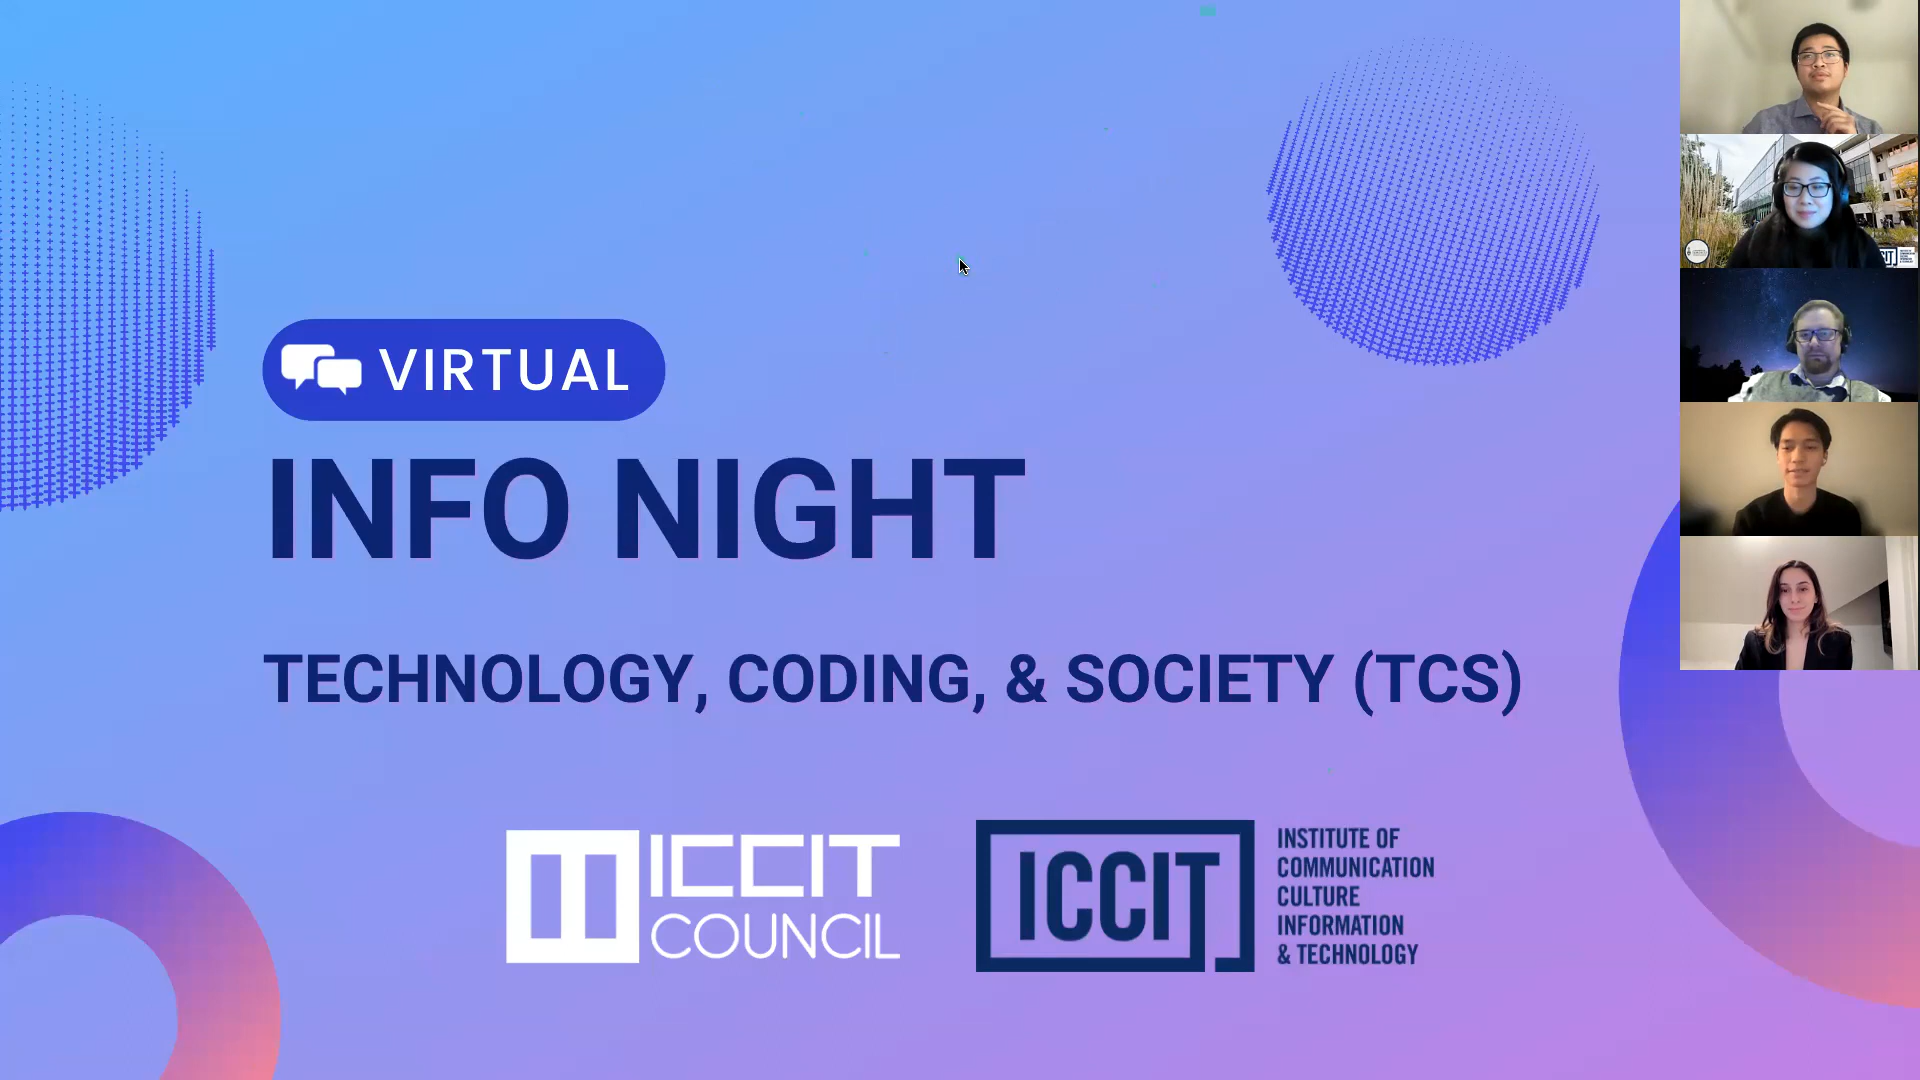 VIRTUAL
INFO NIGHT
TECHNOLOGY, CODING, & SOCIETY (TCS)
ICCIT
COUNCIL
ICCIT
INSTITUTE OF
COMMUNICATION
CULTURE
INFORMATION
& TECHNOLOGY